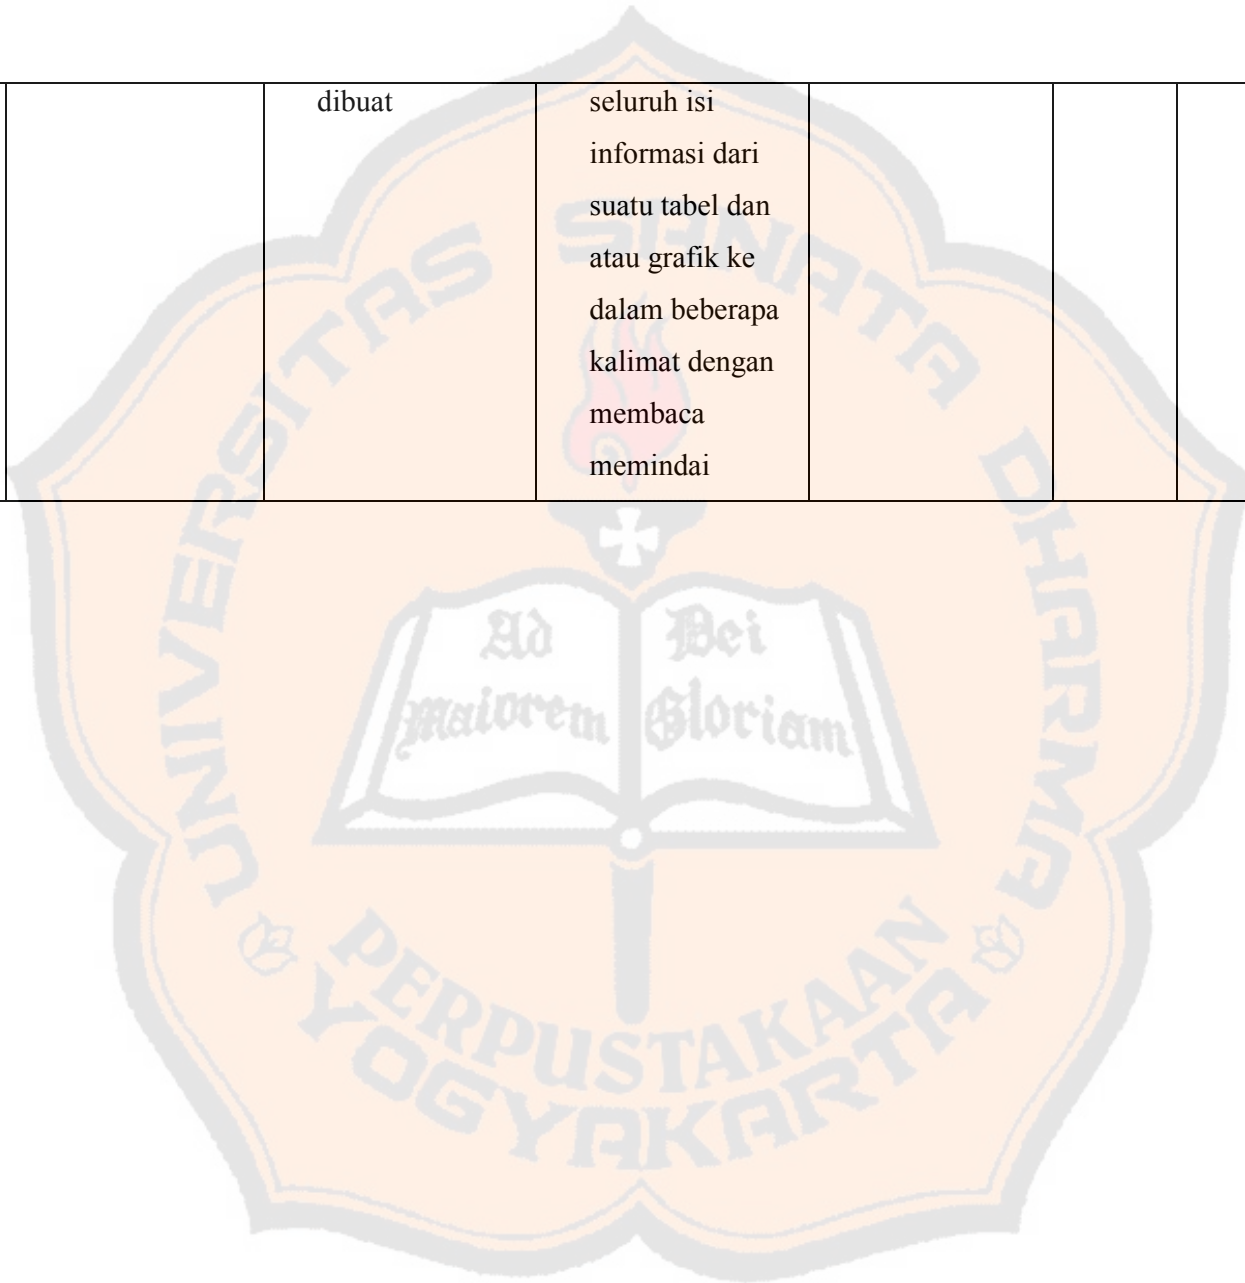 dibuat
seluruh isi
informasi dari
suatu tabel dan
atau grafik ke
dalam beberapa
kalimat dengan
membaca
memindai
UNIVERSITAS SANATA DHARMA
Ad
maiorem
Dei
Gloriam
PERPUSTAKAAN
YOGYAKARTA